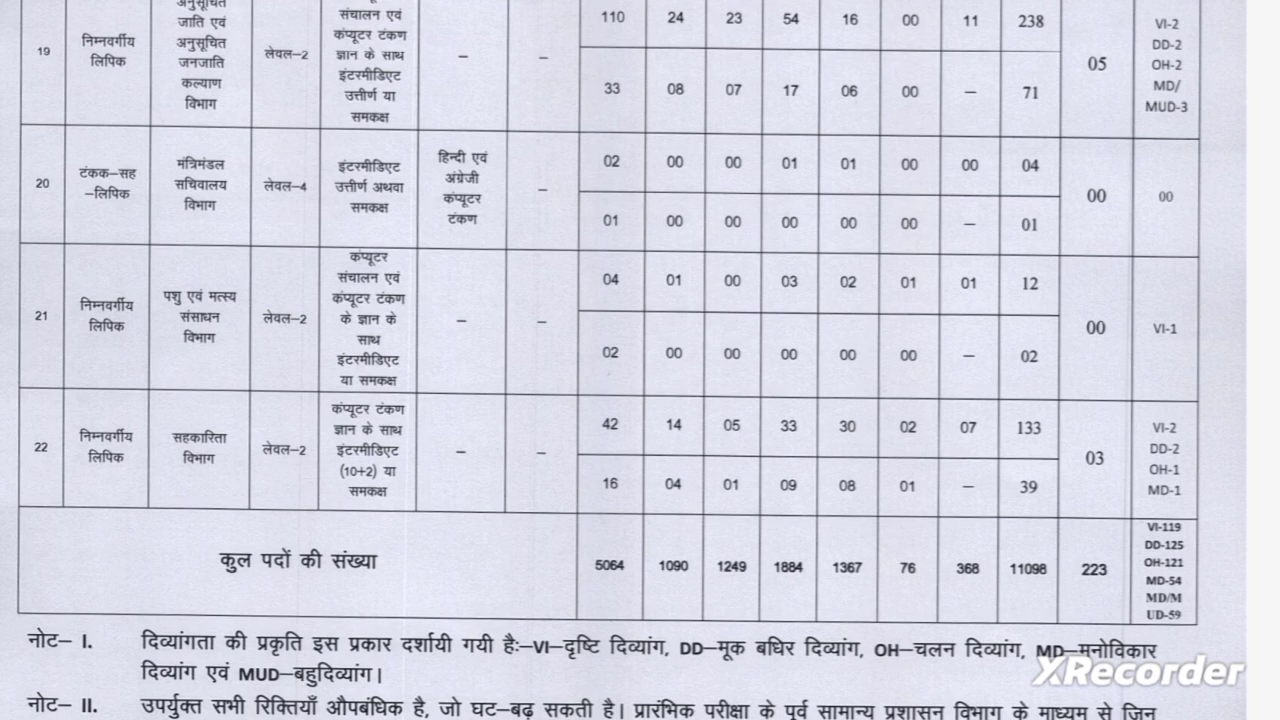 अनुसूचित
जाति एवं
अनुसूचित
जनजाति
कल्याण
विभाग
19
निम्नवर्गीय
लिपिक
लेवल–2
संचालन एवं
कंप्यूटर टंकण
ज्ञान के साथ
इंटरमीडिएट
उत्तीर्ण या
समकक्ष
–
–
110 24 23 54 16 00 11 238
33 08 07 17 06 00 – 71
05
VI-2
DD-2
OH-2
MD/
MUD-3
20
टंकक–सह
–लिपिक
मंत्रिमंडल
सचिवालय
विभाग
लेवल–4
इंटरमीडिएट
उत्तीर्ण अथवा
समकक्ष
हिन्दी एवं
अंग्रेजी
कंप्यूटर
टंकण
–
02 00 00 01 01 00 00 04
01 00 00 00 00 00 – 01
00
00
21
निम्नवर्गीय
लिपिक
पशु एवं मत्स्य
संसाधन
विभाग
लेवल–2
कंप्यूटर
संचालन एवं
कंप्यूटर टंकण
के ज्ञान के
साथ
इंटरमीडिएट
या समकक्ष
–
–
04 01 00 03 02 01 01 12
02 00 00 00 00 00 – 02
00
VI-1
22
निम्नवर्गीय
लिपिक
सहकारिता
विभाग
लेवल–2
कंप्यूटर टंकण
ज्ञान के साथ
इंटरमीडिएट
(10+2) या
समकक्ष
–
–
42 14 05 33 30 02 07 133
16 04 01 09 08 01 – 39
03
VI-2
DD-2
OH-1
MD-1
कुल पदों की संख्या
5064 1090 1249 1884 1367 76 368 11098 223
VI-119
DD-125
OH-121
MD-54
MD/M
UD-59
नोट– I. दिव्यांगता की प्रकृति इस प्रकार दर्शायी गयी हैः–VI–दृष्टि दिव्यांग, DD–मूक बधिर दिव्यांग, OH–चलन दिव्यांग, MD–मनोविकार
दिव्यांग एवं MUD–बहुदिव्यांग।
XRecorder
नोट– II. उपर्युक्त सभी रिक्तियाँ औपबंधिक है, जो घट–बढ़ सकती है। प्रारंभिक परीक्षा के पूर्व सामान्य प्रशासन विभाग के माध्यम से जिन